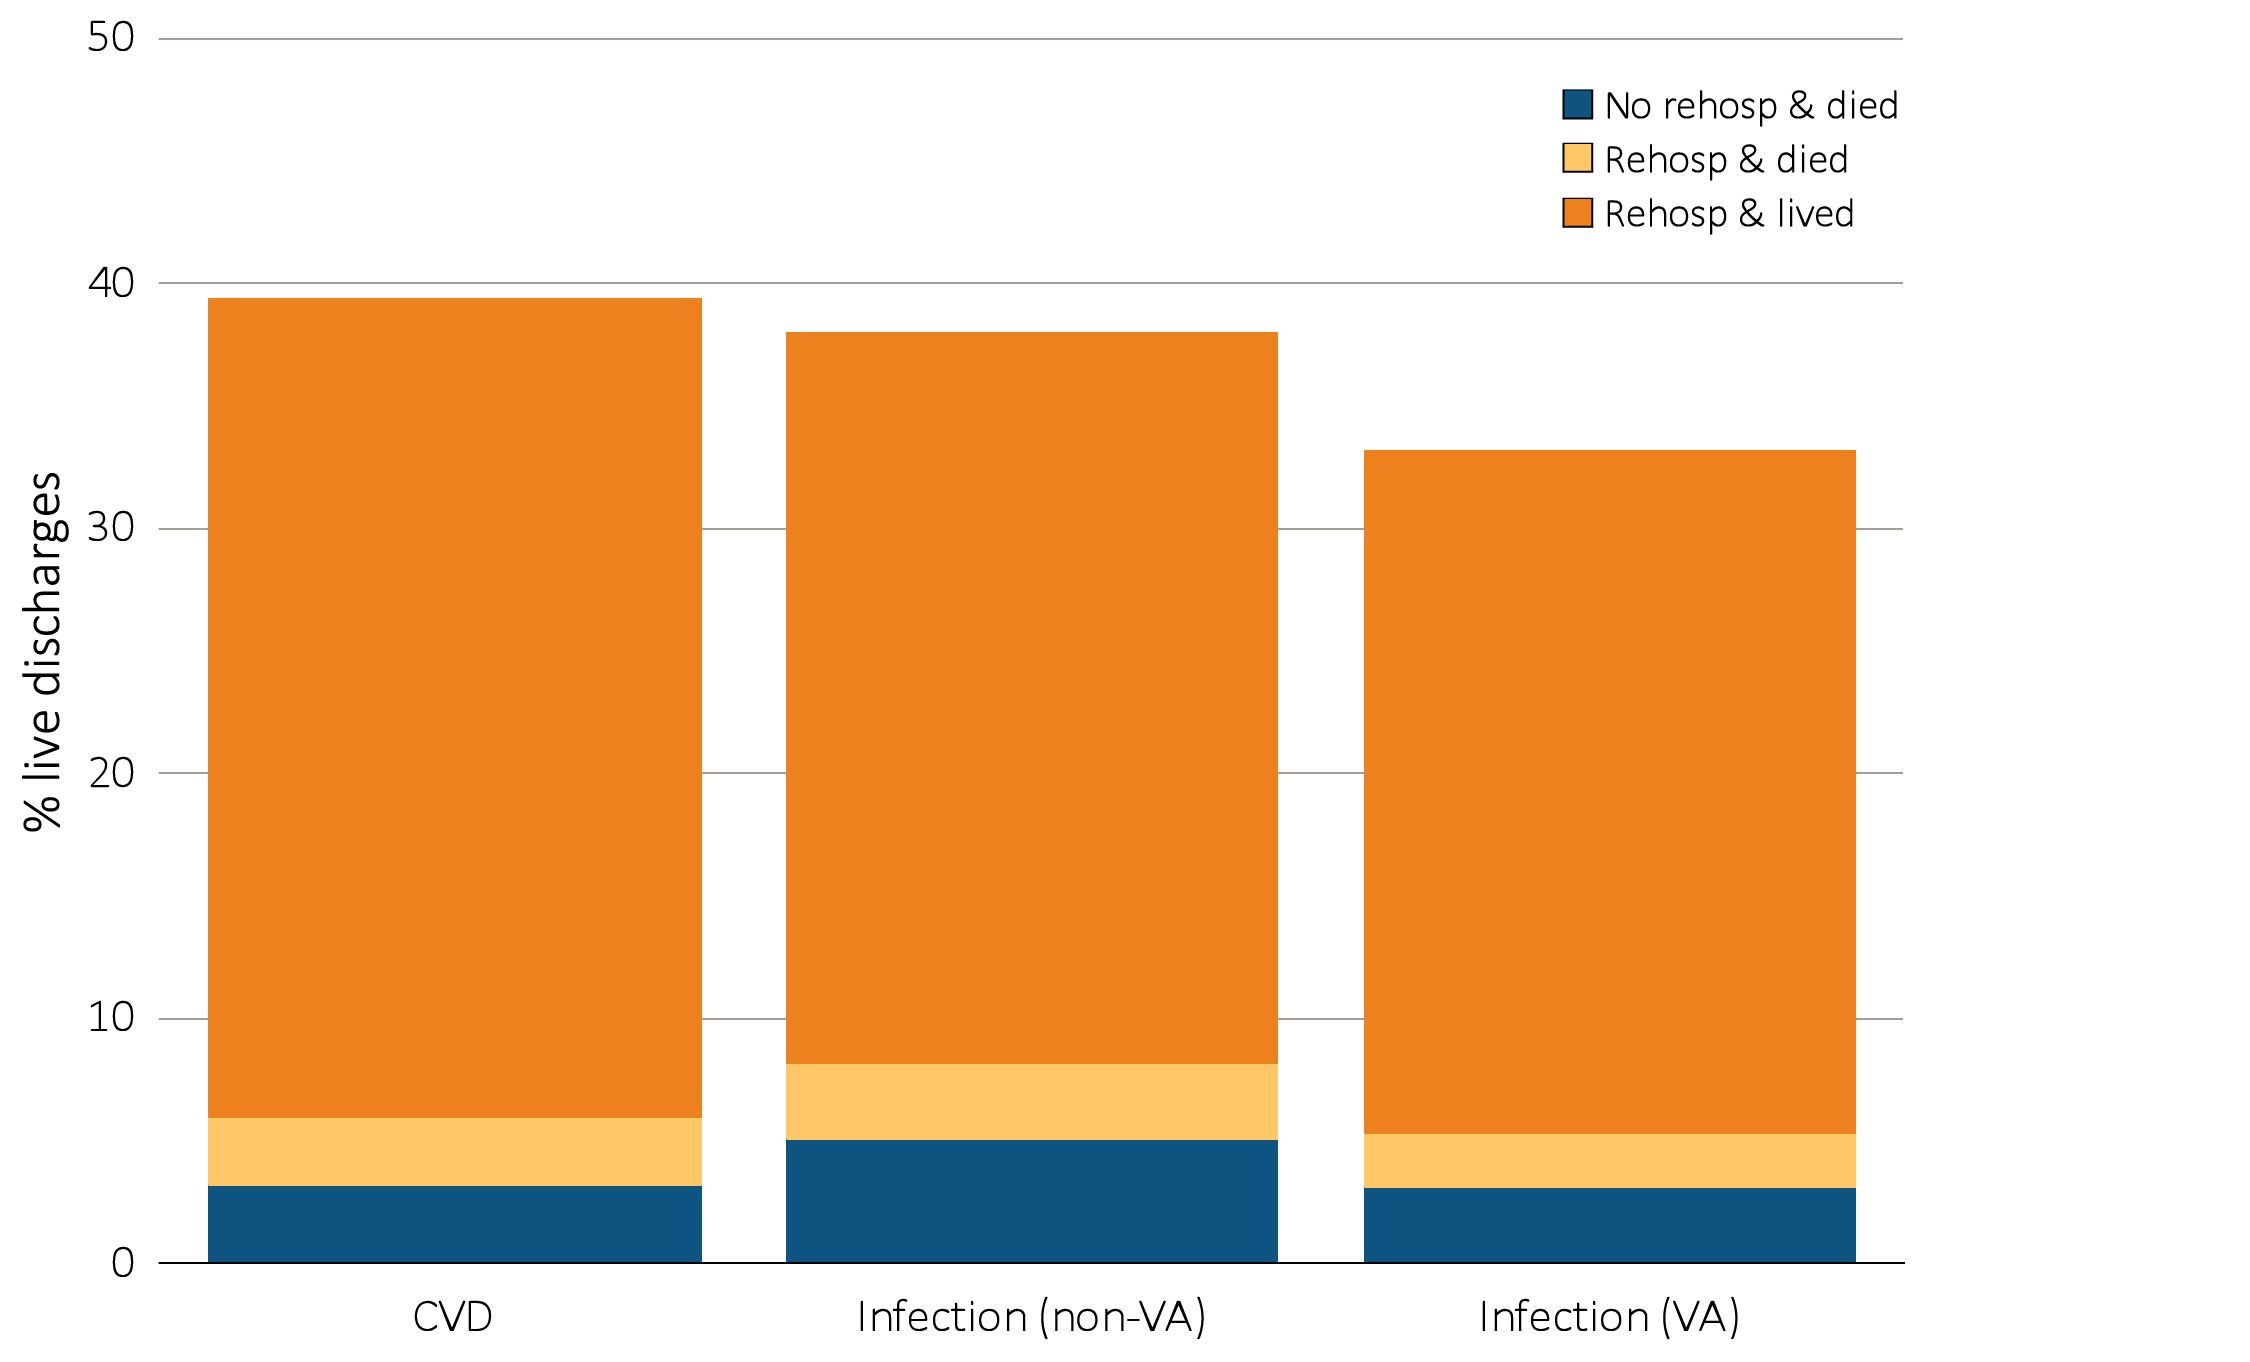 50
No rehosp & died
Rehosp & died
Rehosp & lived
40
% live discharges
30
20
10
0
CVD
Infection (non-VA)
Infection (VA)